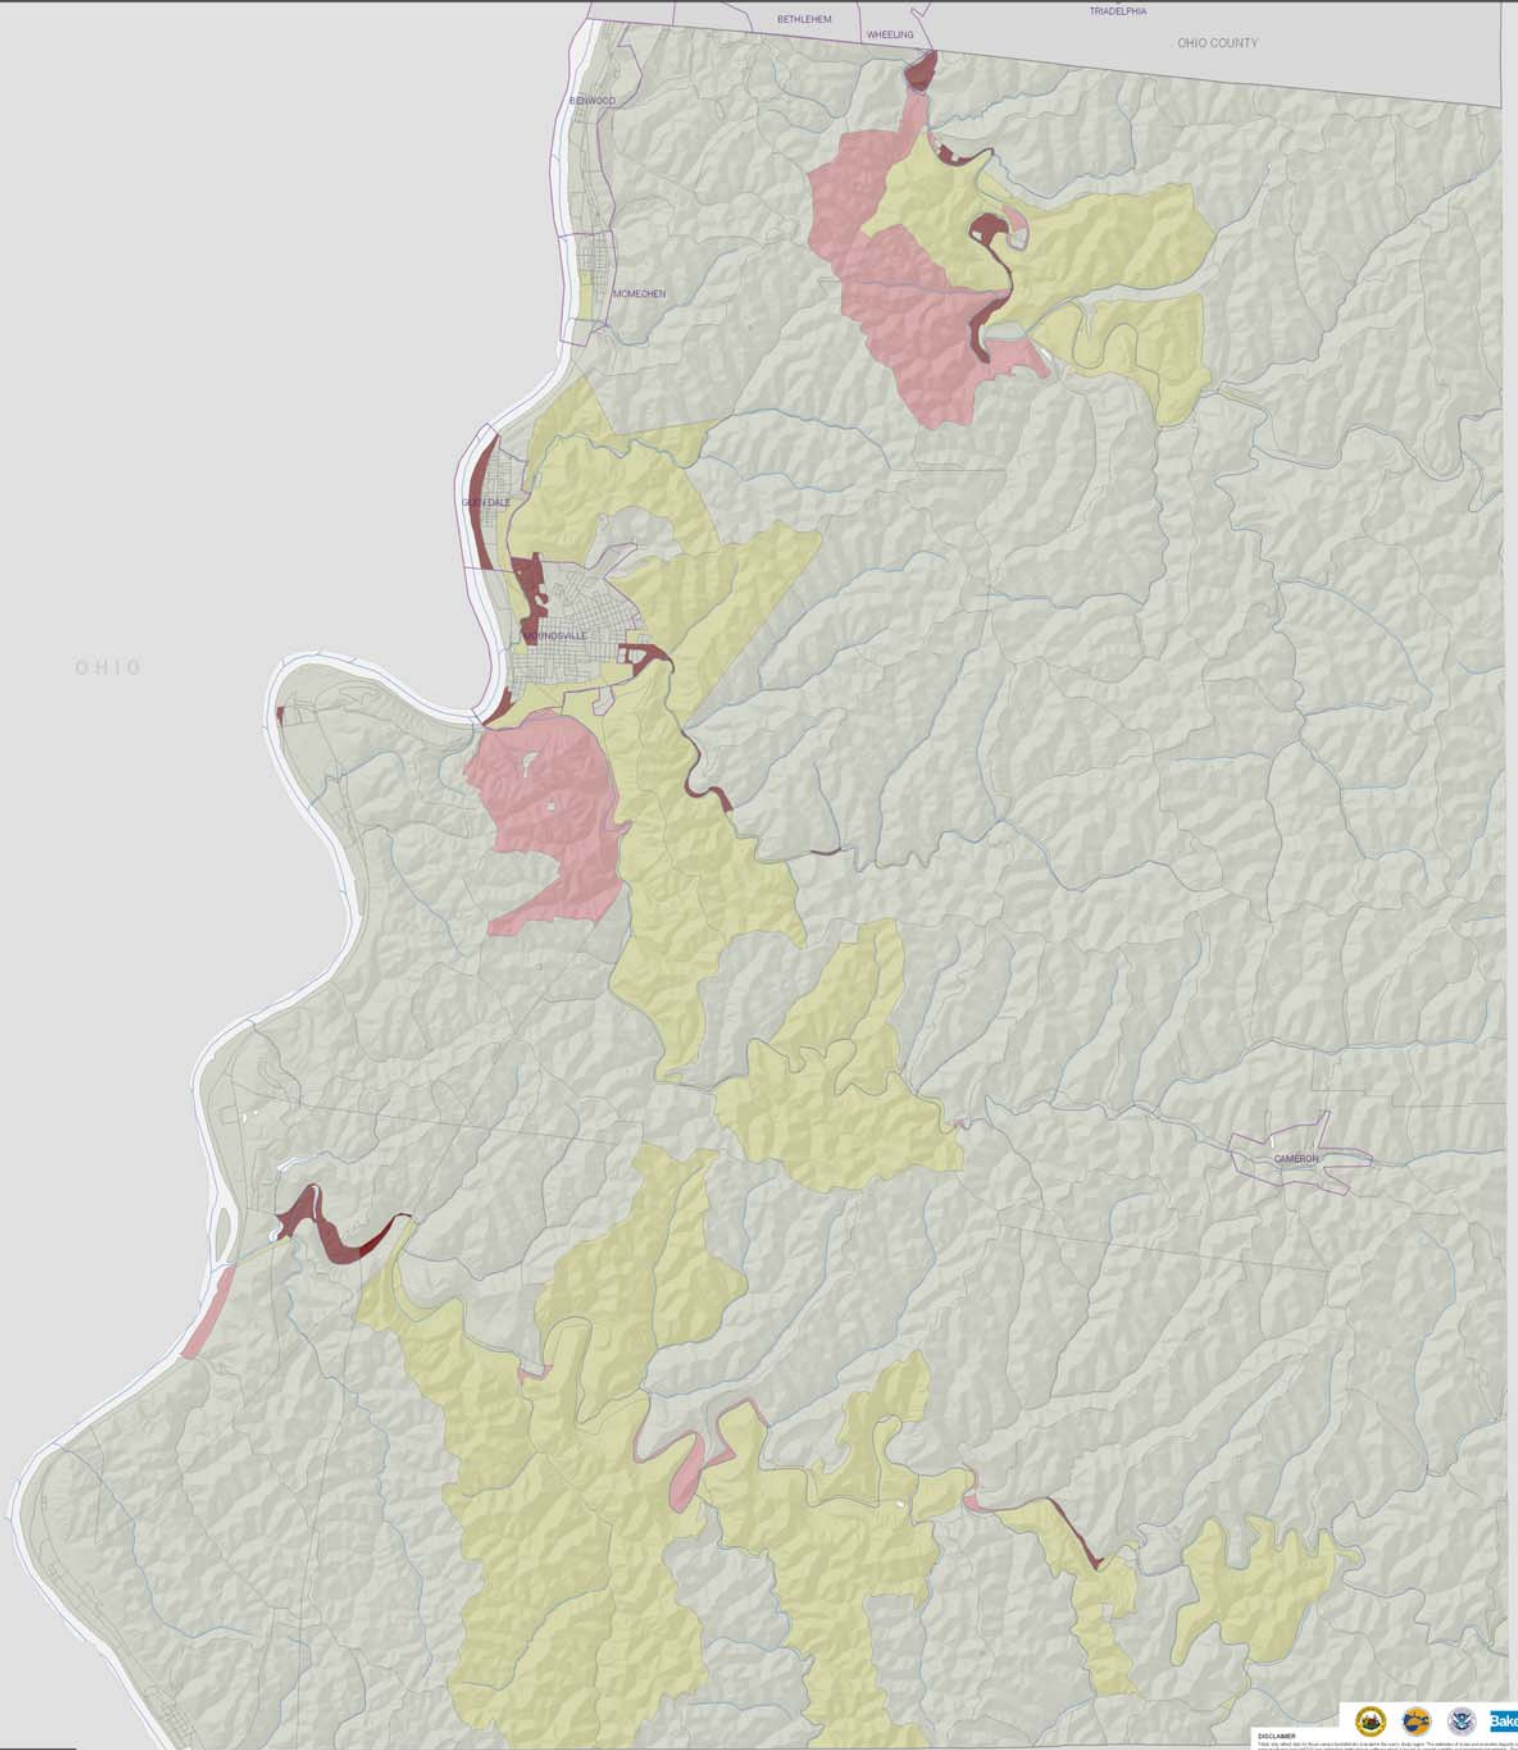 TRIADELPHIA
BETHLEHEM
WHEELING
OHIO COUNTY
BENWOOD
MCMECHEN
GLEN DALE
MOUNDSVILLE
OHIO
CAMERON
DISCLAIMER